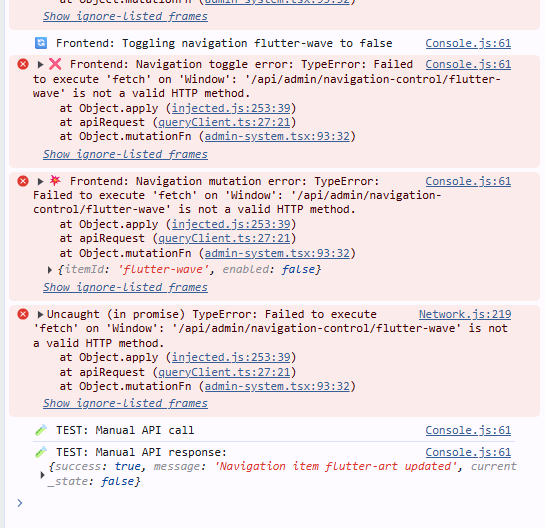 at Object.mutationFn (admin-system.tsx:93:32)
Show ignore-listed frames
Frontend: Toggling navigation flutter-wave to false Console.js:61
Frontend: Navigation toggle error: TypeError: Failed Console.js:61
to execute 'fetch' on 'Window': '/api/admin/navigation-control/flutter-
wave' is not a valid HTTP method.
at Object.apply (injected.js:253:39)
at apiRequest (queryClient.ts:27:21)
at Object.mutationFn (admin-system.tsx:93:32)
Show ignore-listed frames
Frontend: Navigation mutation error: TypeError: Console.js:61
Failed to execute 'fetch' on 'Window': '/api/admin/navigation-
control/flutter-wave' is not a valid HTTP method.
at Object.apply (injected.js:253:39)
at apiRequest (queryClient.ts:27:21)
at Object.mutationFn (admin-system.tsx:93:32)
{itemId: 'flutter-wave', enabled: false}
Show ignore-listed frames
Uncaught (in promise) TypeError: Failed to execute Network.js:219
'fetch' on 'Window': '/api/admin/navigation-control/flutter-wave' is not
a valid HTTP method.
at Object.apply (injected.js:253:39)
at apiRequest (queryClient.ts:27:21)
at Object.mutationFn (admin-system.tsx:93:32)
Show ignore-listed frames
TEST: Manual API call Console.js:61
TEST: Manual API response: Console.js:61
{success: true, message: 'Navigation item flutter-art updated', current
_state: false}